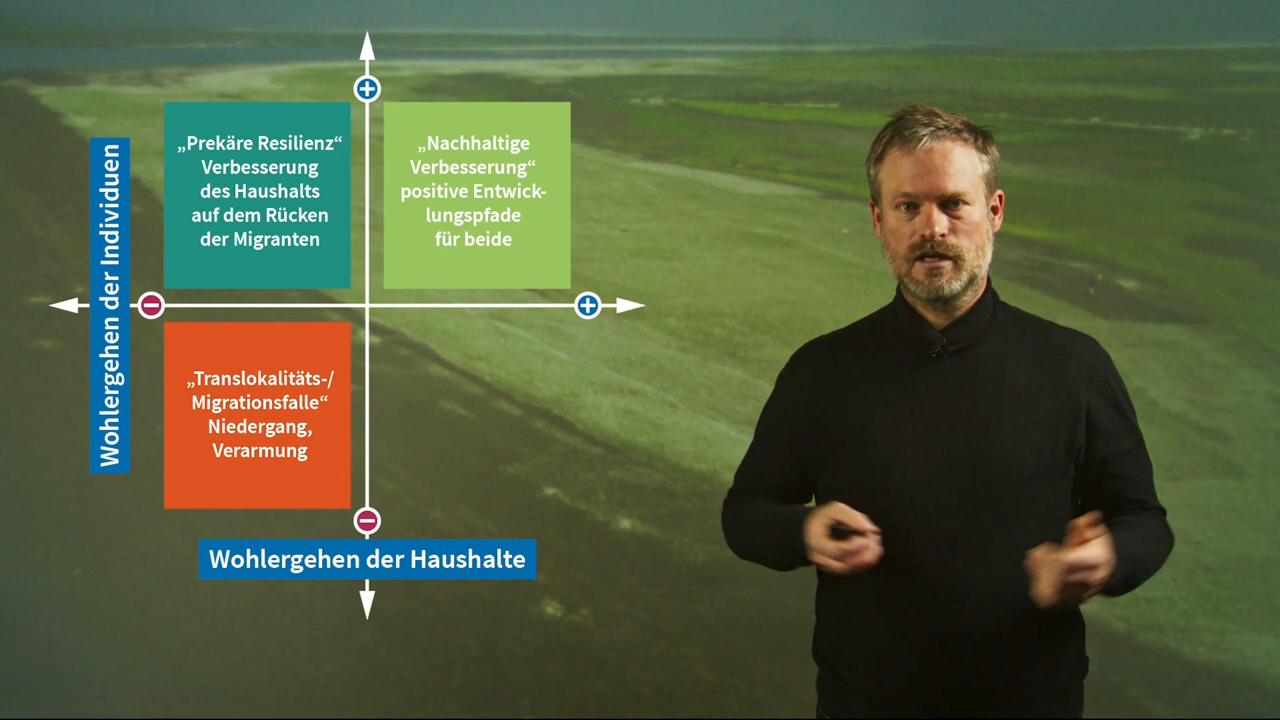 „Prekäre Resilienz“
Verbesserung
des Haushalts
auf dem Rücken
der Migranten
„Nachhaltige
Verbesserung“
positive Entwick-
lungspfade
für beide
Wohlergehen der Individuen
„Translokalitäts-/
Migrationsfalle“
Niedergang,
Verarmung
Wohlergehen der Haushalte